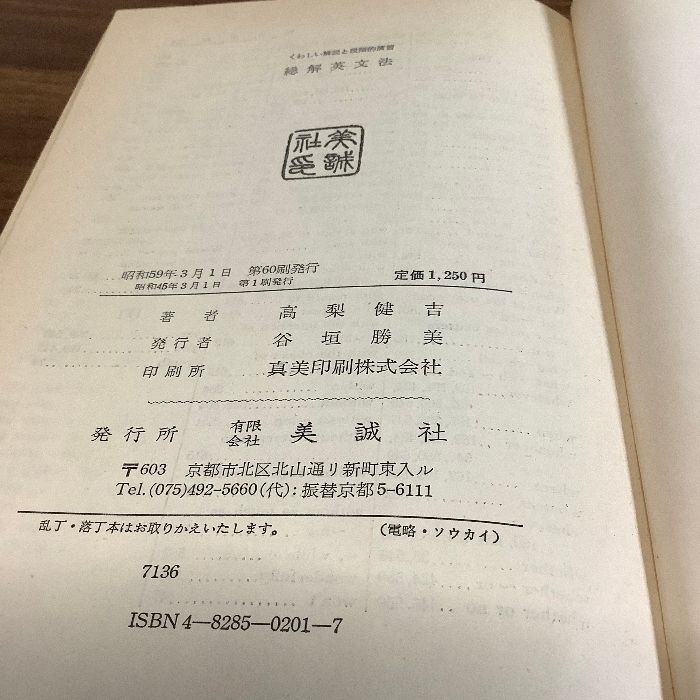 くわしい解説と段階的演習
総解英文法
美誠
社印
昭和59年3月1日 第60刷発行
昭和45年3月1日 第1刷発行
定価1,250円
著者 高梨健吉
発行者 谷垣勝美
印刷所 真美印刷株式会社
発行所 有限会社 美誠社
〒603 京都市北区北山通り新町東入ル
Tel.(075)492-5660(代):振替京都5-6111
乱丁・落丁本はお取りかえいたします。 (電略・ソウカイ)
7136
ISBN4—8285—0201—7